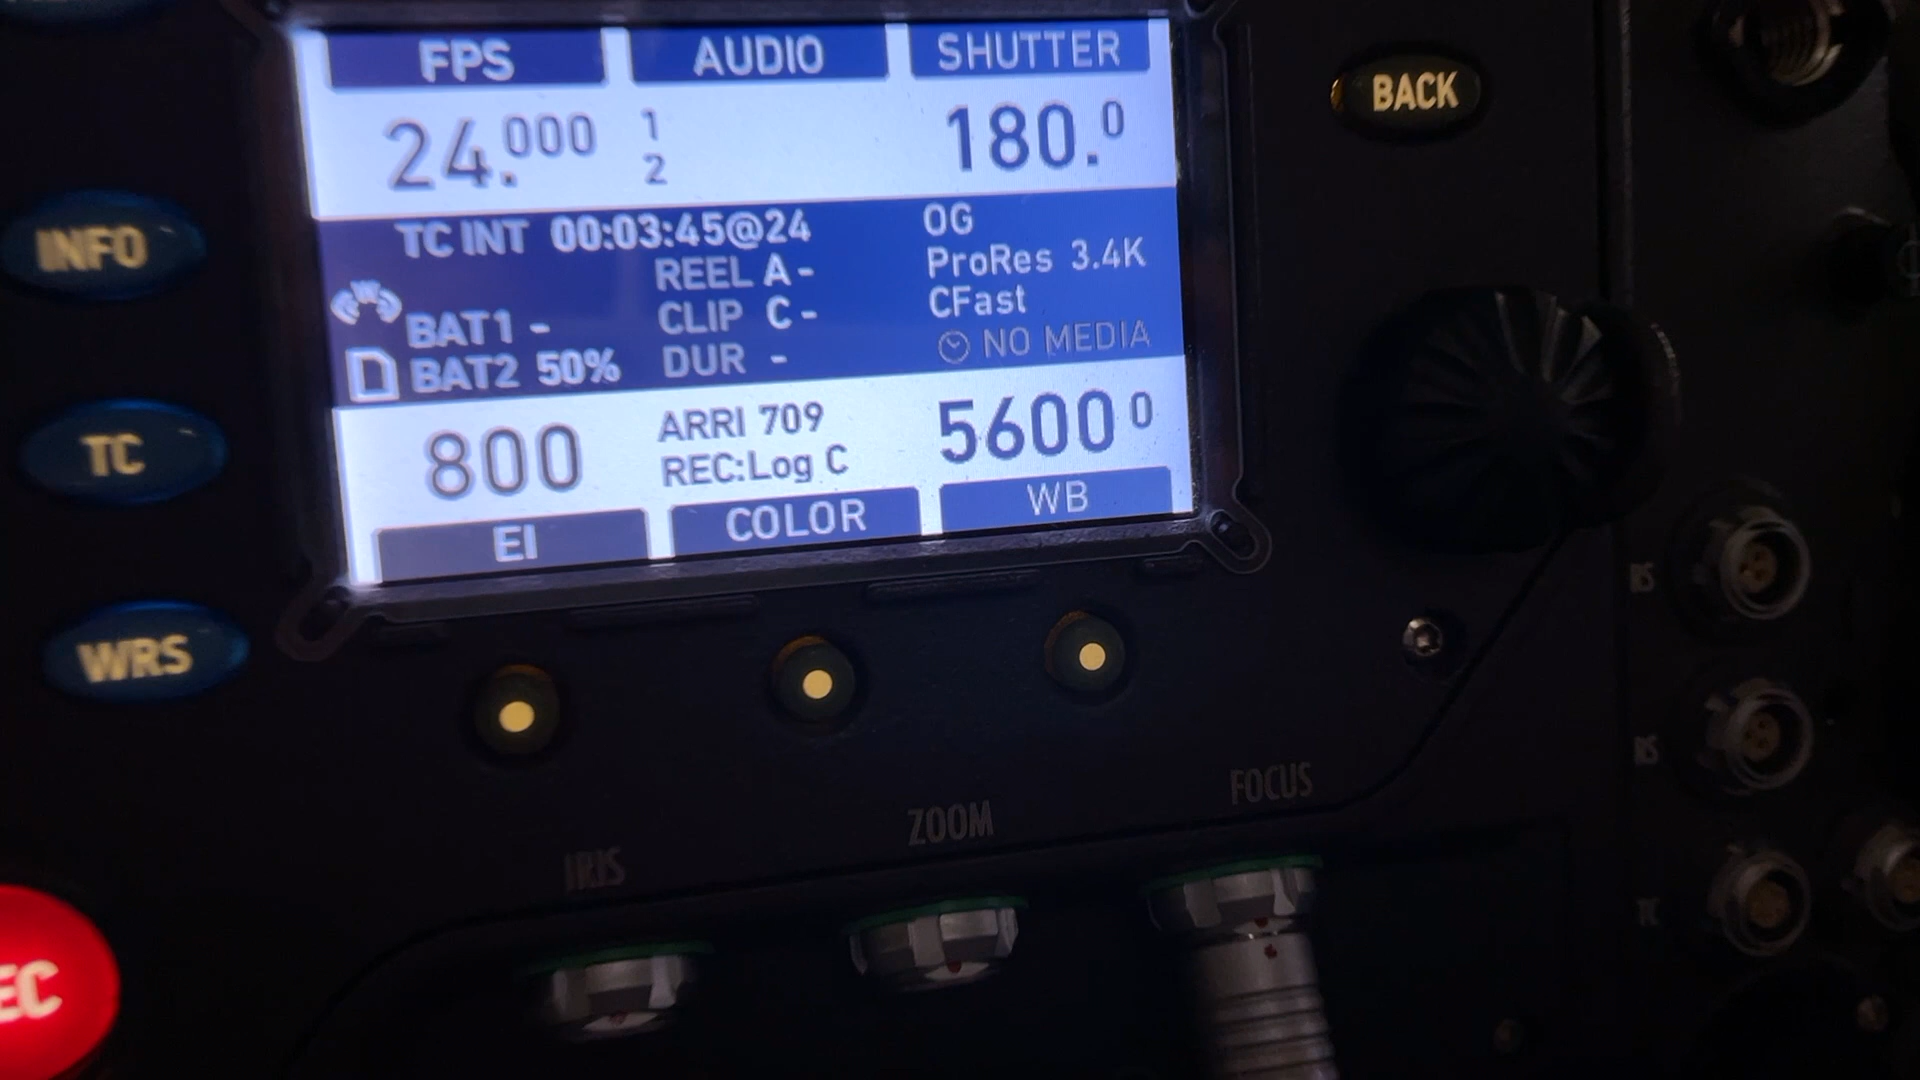 FPS AUDIO SHUTTER
24.000 1 2 180.0
BACK
INFO
TC INT 00:03:45@24 OG
REEL A - ProRes 3.4K
BAT1 - CLIP C - CFast
BAT2 50% DUR - NO MEDIA
TC
800 ARRI 709 5600 0
REC:Log C
EI COLOR WB
WRS
IRIS ZOOM FOCUS
EC